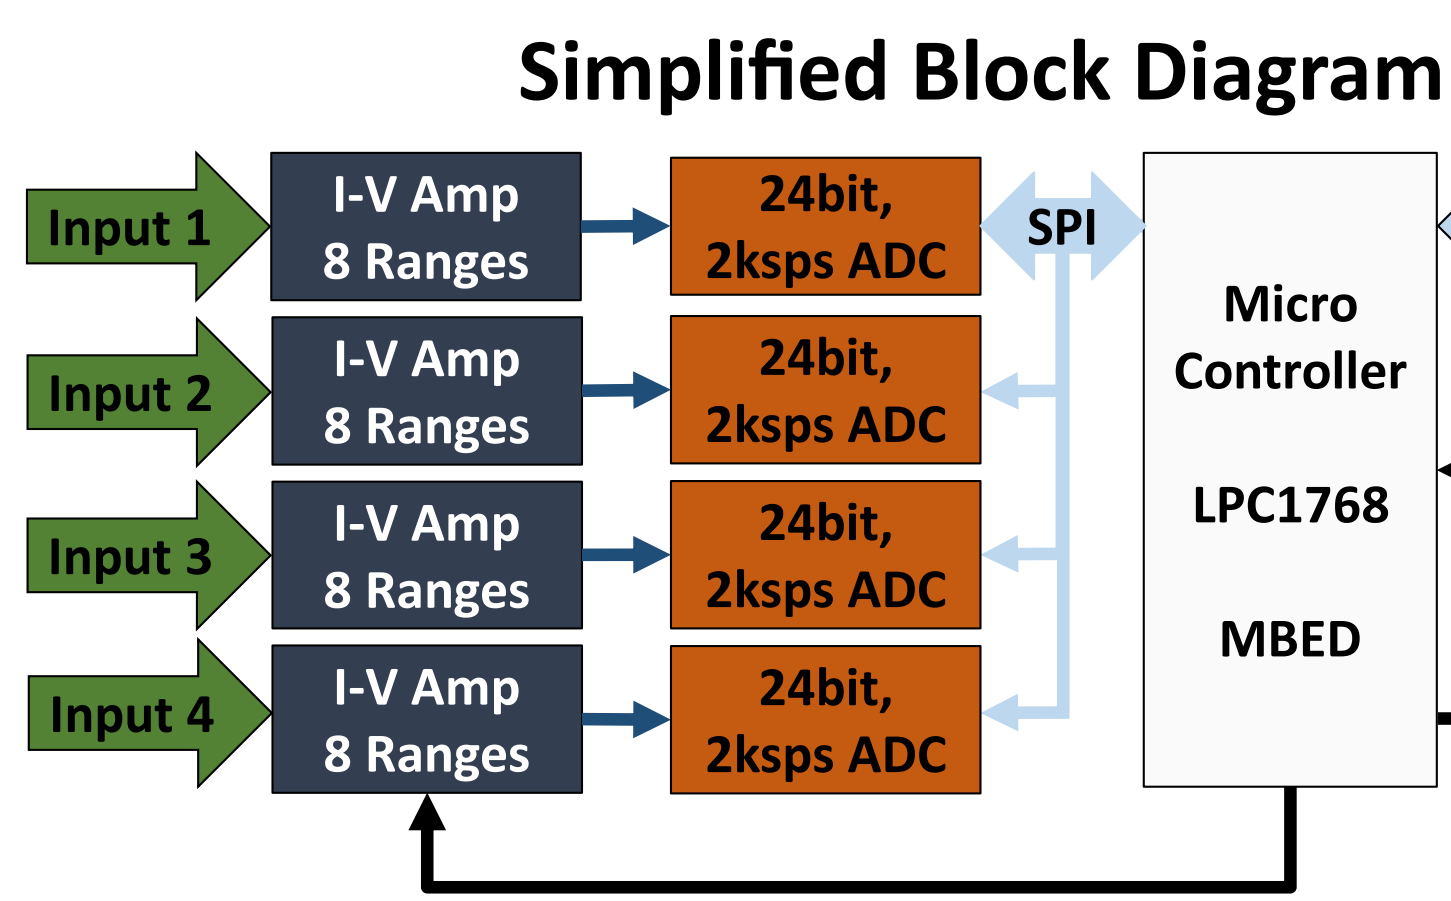 Simplified Block Diagram
Input 1
I-V Amp
8 Ranges
24bit,
2ksps ADC
SPI
Input 2
I-V Amp
8 Ranges
24bit,
2ksps ADC
Input 3
I-V Amp
8 Ranges
24bit,
2ksps ADC
Input 4
I-V Amp
8 Ranges
24bit,
2ksps ADC
Micro
Controller
LPC1768
MBED